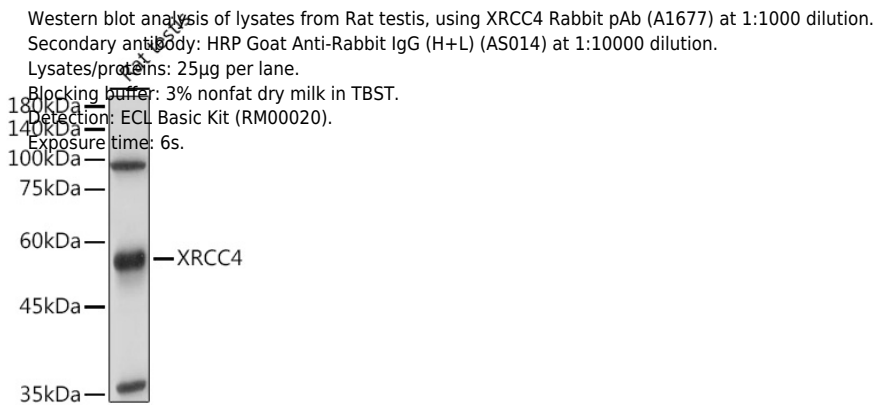 Western blot analysis of lysates from Rat testis, using XRCC4 Rabbit pAb (A1677) at 1:1000 dilution.
Secondary antibody: HRP Goat Anti-Rabbit IgG (H+L) (AS014) at 1:10000 dilution.
Lysates/proteins: 25μg per lane.
Blocking buffer: 3% nonfat dry milk in TBST.
Detection: ECL Basic Kit (RM00020).
Exposure time: 6s.
Rat testis
180kDa
140kDa
100kDa
75kDa
60kDa
XRCC4
45kDa
35kDa